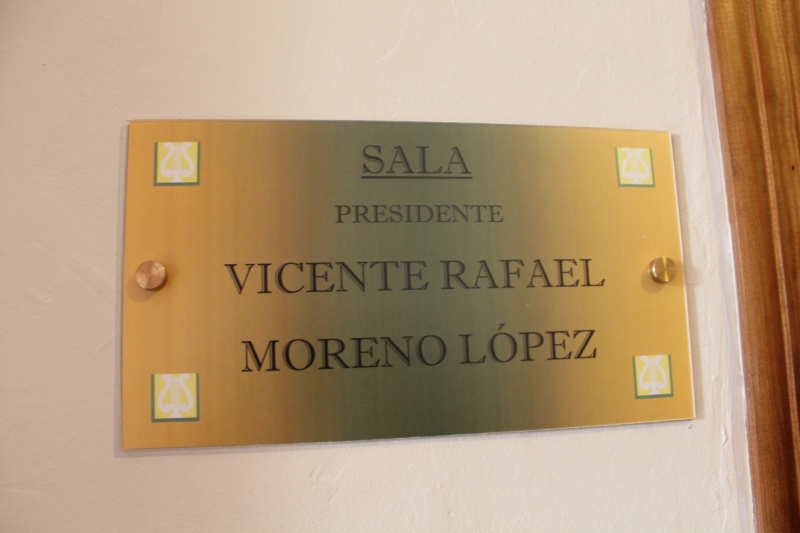 SALA
PRESIDENTE
VICENTE RAFAEL
MORENO LÓPEZ